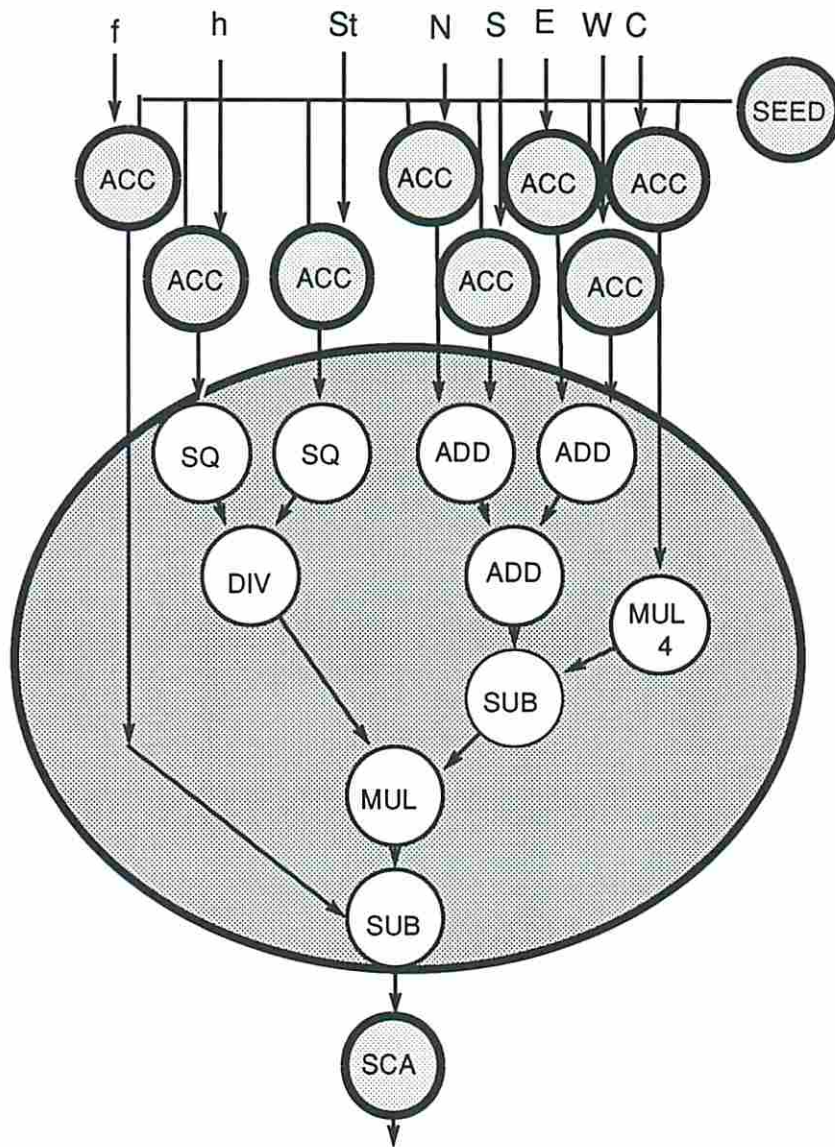 f h St N S E W C
SEED
ACC ACC ACC ACC
ACC ACC ACC ACC
SQ SQ ADD ADD
DIV ADD
MUL
4
SUB
MUL
SUB
SCA